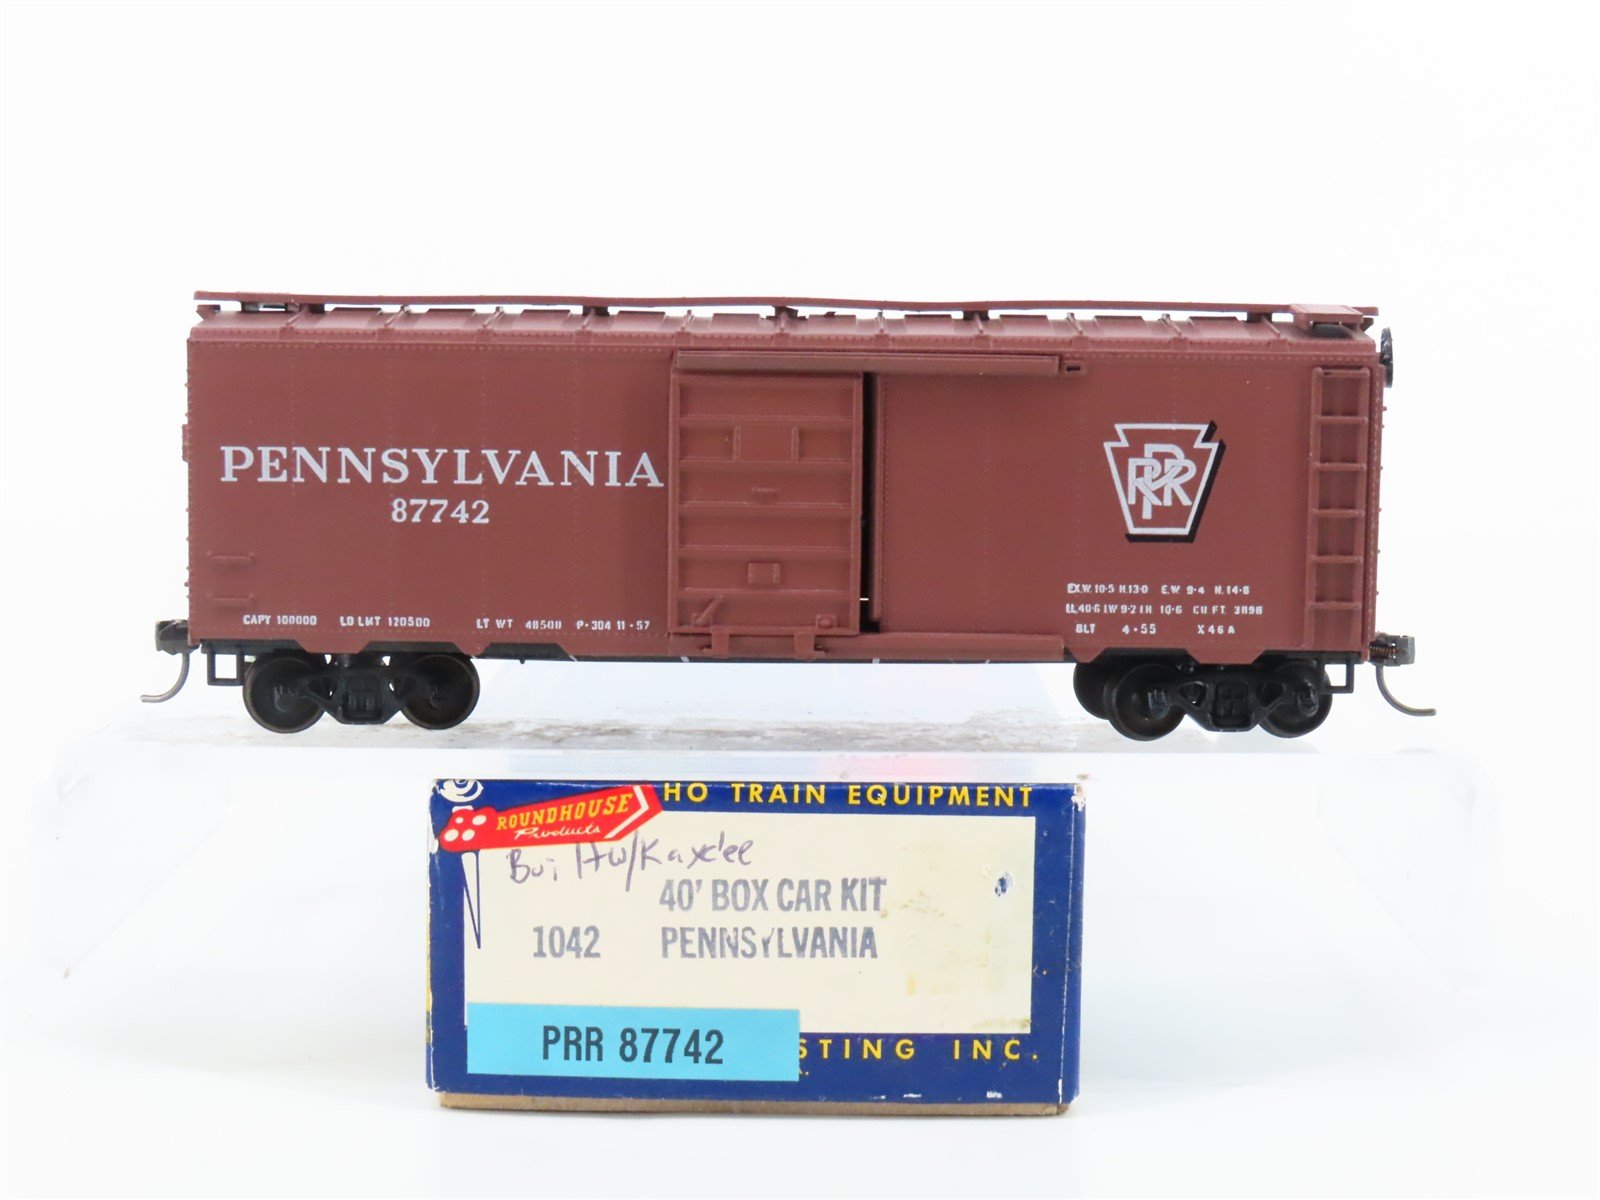 PENNSYLVANIA
87742
PRR
CAPY 100000 LD LMT 120500 LT WT 48500 P-304 11-57
EX.W. 10-5 H.13-0 E.W 9-4 H.14-8
I.L.40-6 I.W 9-2 I H 10-6 CU FT. 3898
BLT 4-55 X46A
HO TRAIN EQUIPMENT
ROUNDHOUSE
Products
Built w/Kaydee
40' BOX CAR KIT
1042 PENNSYLVANIA
PRR 87742
STING INC.